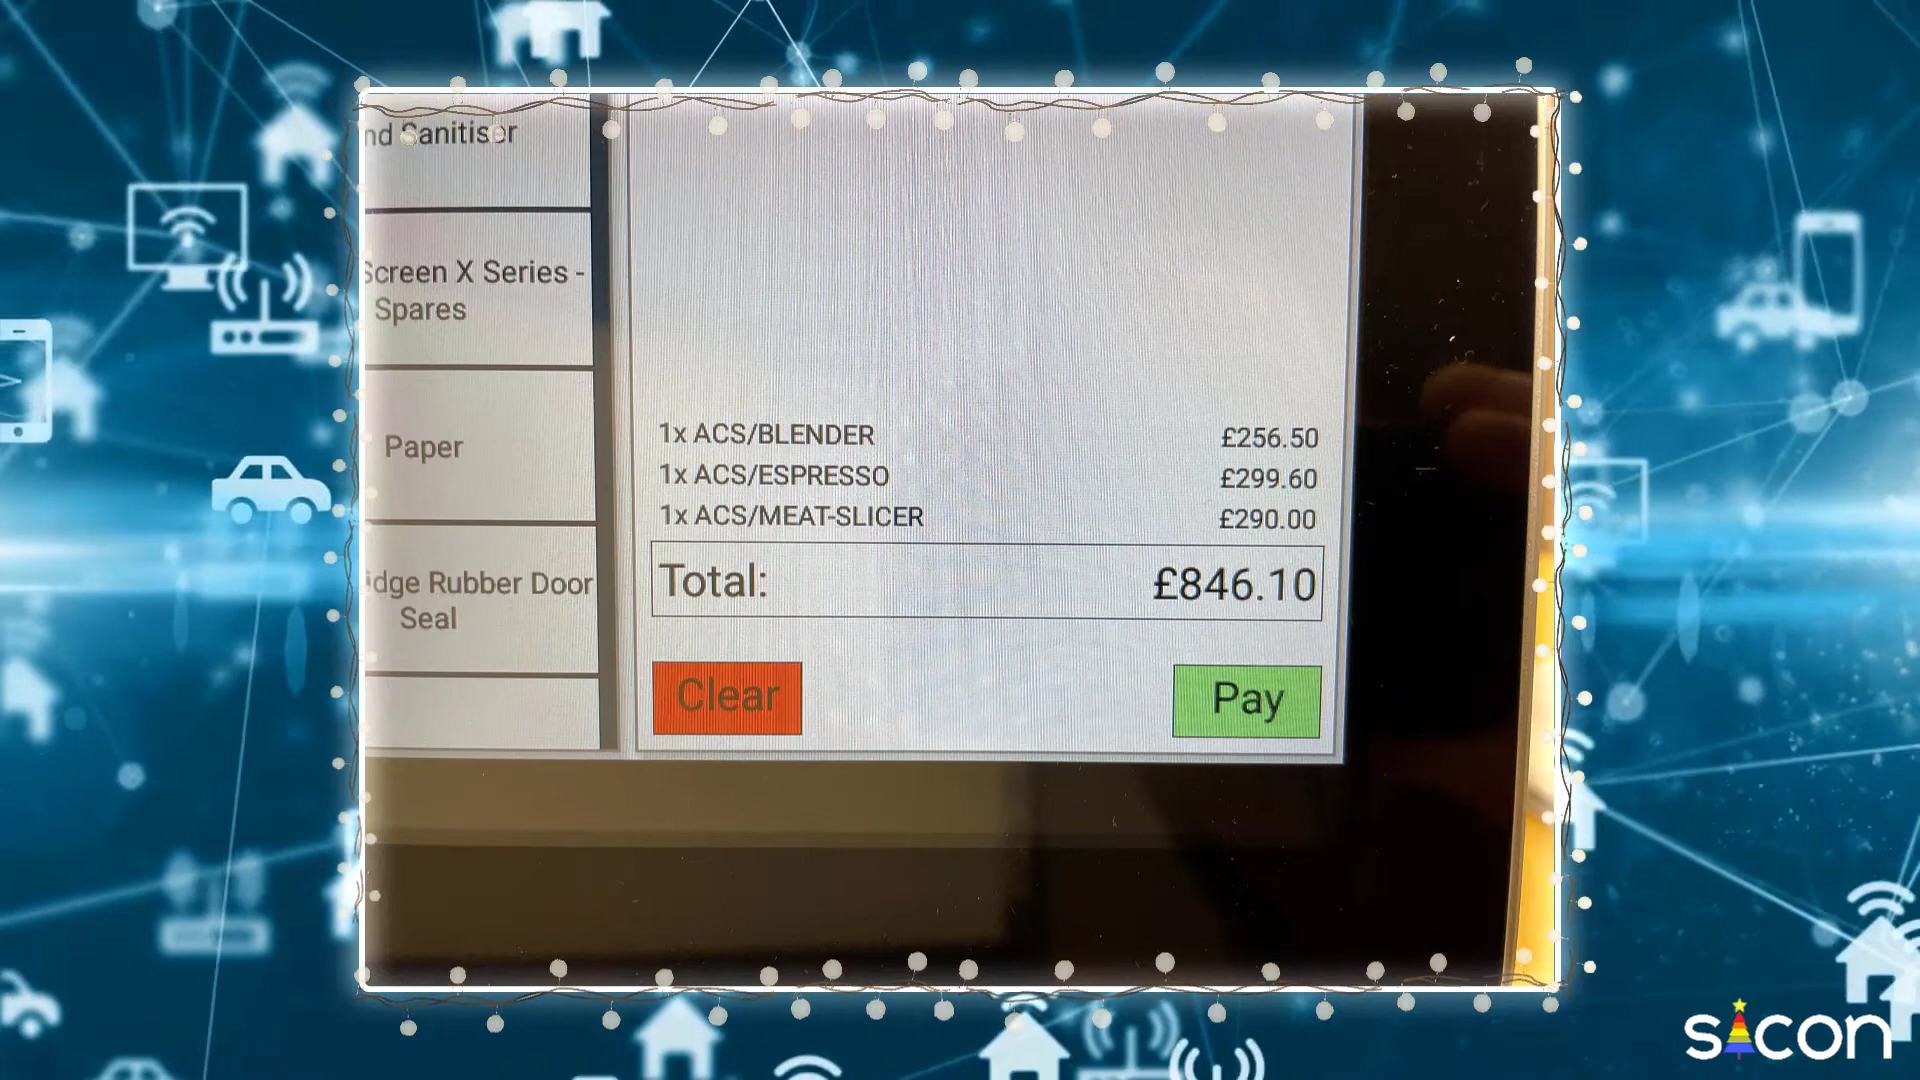 nd Sanitiser
Screen X Series -
Spares
Paper
idge Rubber Door
Seal
1x ACS/BLENDER £256.50
1x ACS/ESPRESSO £299.60
1x ACS/MEAT-SLICER £290.00
Total: £846.10
Clear Pay
sicon